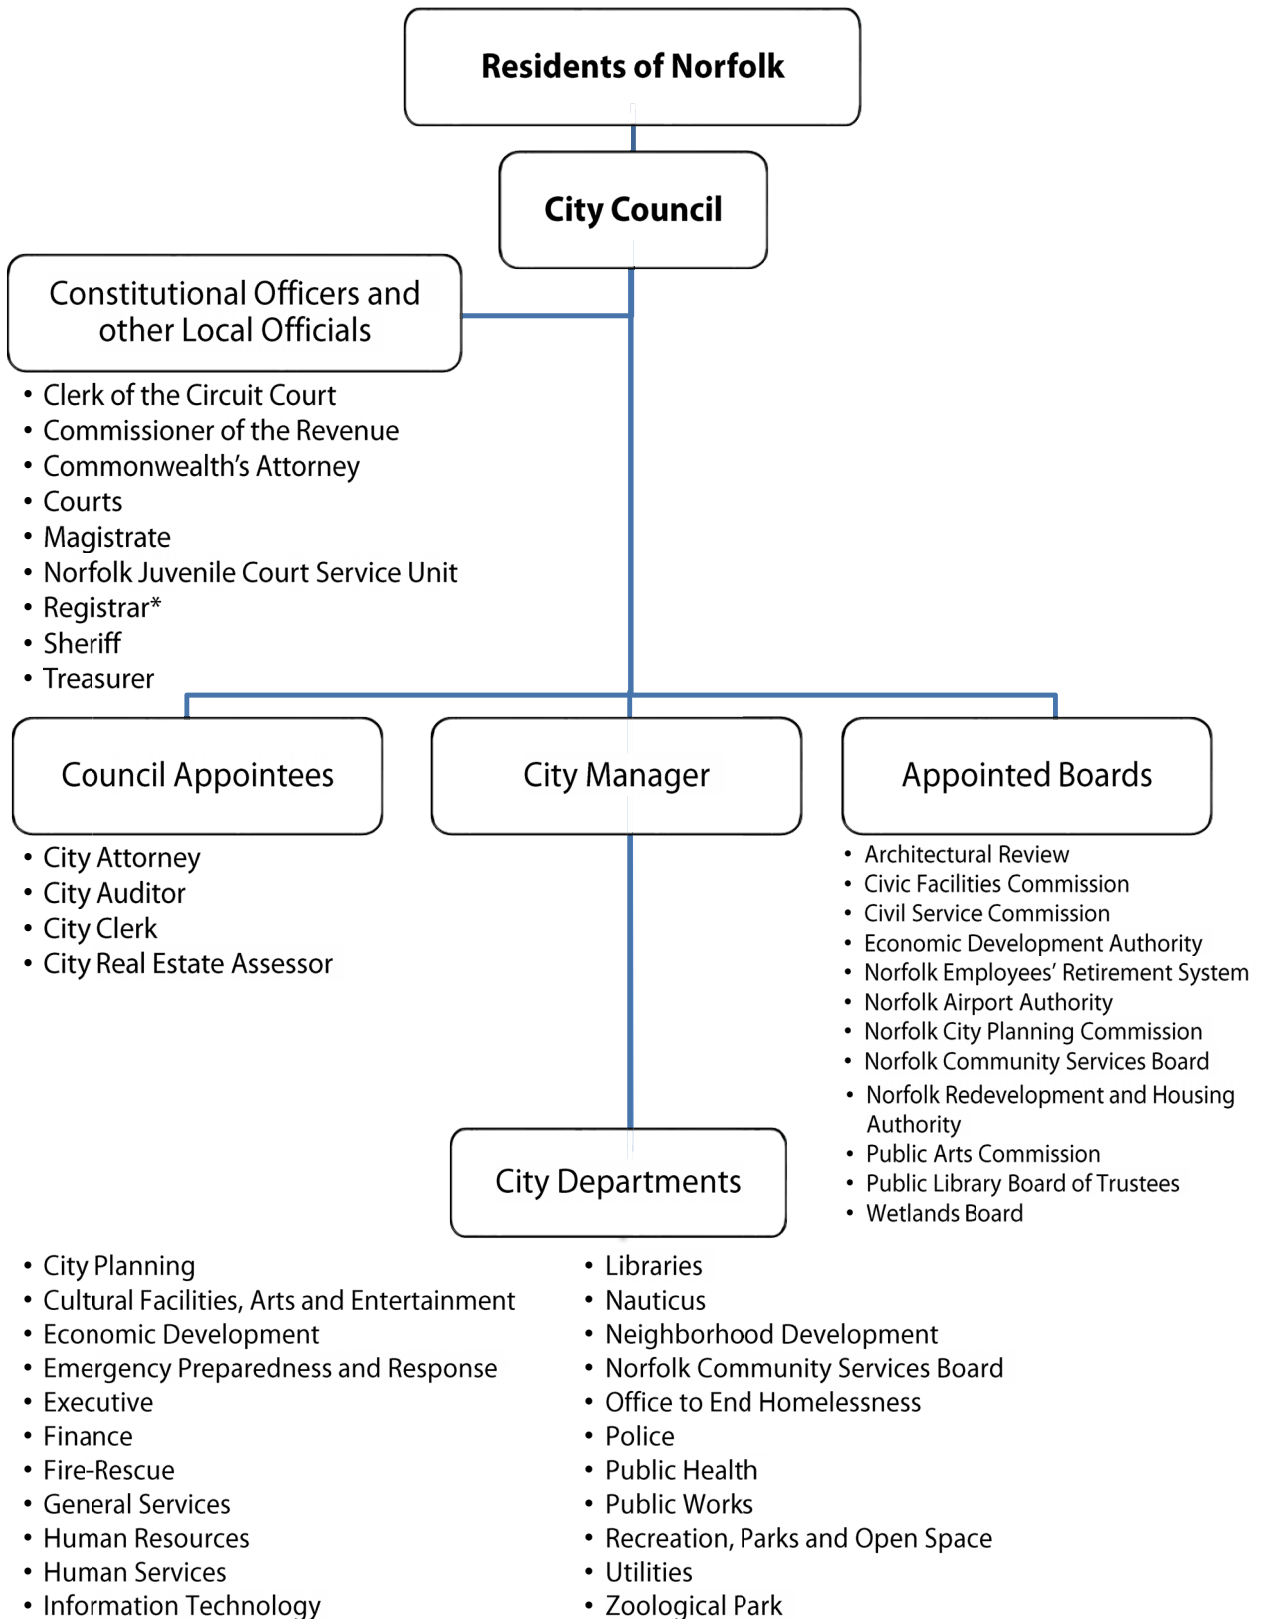 Residents of Norfolk
City Council
Constitutional Officers and
other Local Officials
• Clerk of the Circuit Court
• Commissioner of the Revenue
• Commonwealth’s Attorney
• Courts
• Magistrate
• Norfolk Juvenile Court Service Unit
• Registrar*
• Sheriff
• Treasurer
Council Appointees
• City Attorney
• City Auditor
• City Clerk
• City Real Estate Assessor
City Manager
Appointed Boards
• Architectural Review
• Civic Facilities Commission
• Civil Service Commission
• Economic Development Authority
• Norfolk Employees’ Retirement System
• Norfolk Airport Authority
• Norfolk City Planning Commission
• Norfolk Community Services Board
• Norfolk Redevelopment and Housing
Authority
• Public Arts Commission
• Public Library Board of Trustees
• Wetlands Board
City Departments
• City Planning
• Cultural Facilities, Arts and Entertainment
• Economic Development
• Emergency Preparedness and Response
• Executive
• Finance
• Fire-Rescue
• General Services
• Human Resources
• Human Services
• Information Technology
• Libraries
• Nauticus
• Neighborhood Development
• Norfolk Community Services Board
• Office to End Homelessness
• Police
• Public Health
• Public Works
• Recreation, Parks and Open Space
• Utilities
• Zoological Park